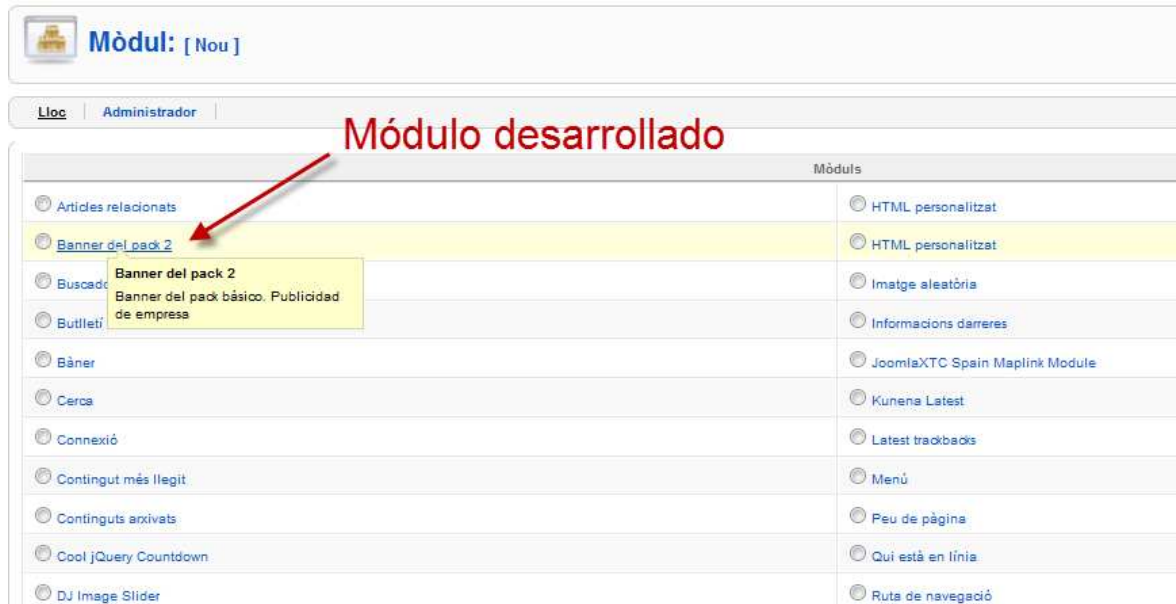 Mòdul: [ Nou ]
Lloc Administrador
Módulo desarrollado
Mòduls
Articles relacionats
HTML personalitzat
Banner del pack 2
HTML personalitzat
Banner del pack 2
Banner del pack básico. Publicidad
de empresa
Imatge aleatòria
Butlletí
Informacions darreres
Bàner
JoomlaXTC Spain Maplink Module
Cerca
Kunena Latest
Connexió
Latest trackbacks
Contingut més llegit
Menú
Continguts arxivats
Peu de pàgina
Cool jQuery Countdown
Qui està en línia
DJ Image Slider
Ruta de navegació